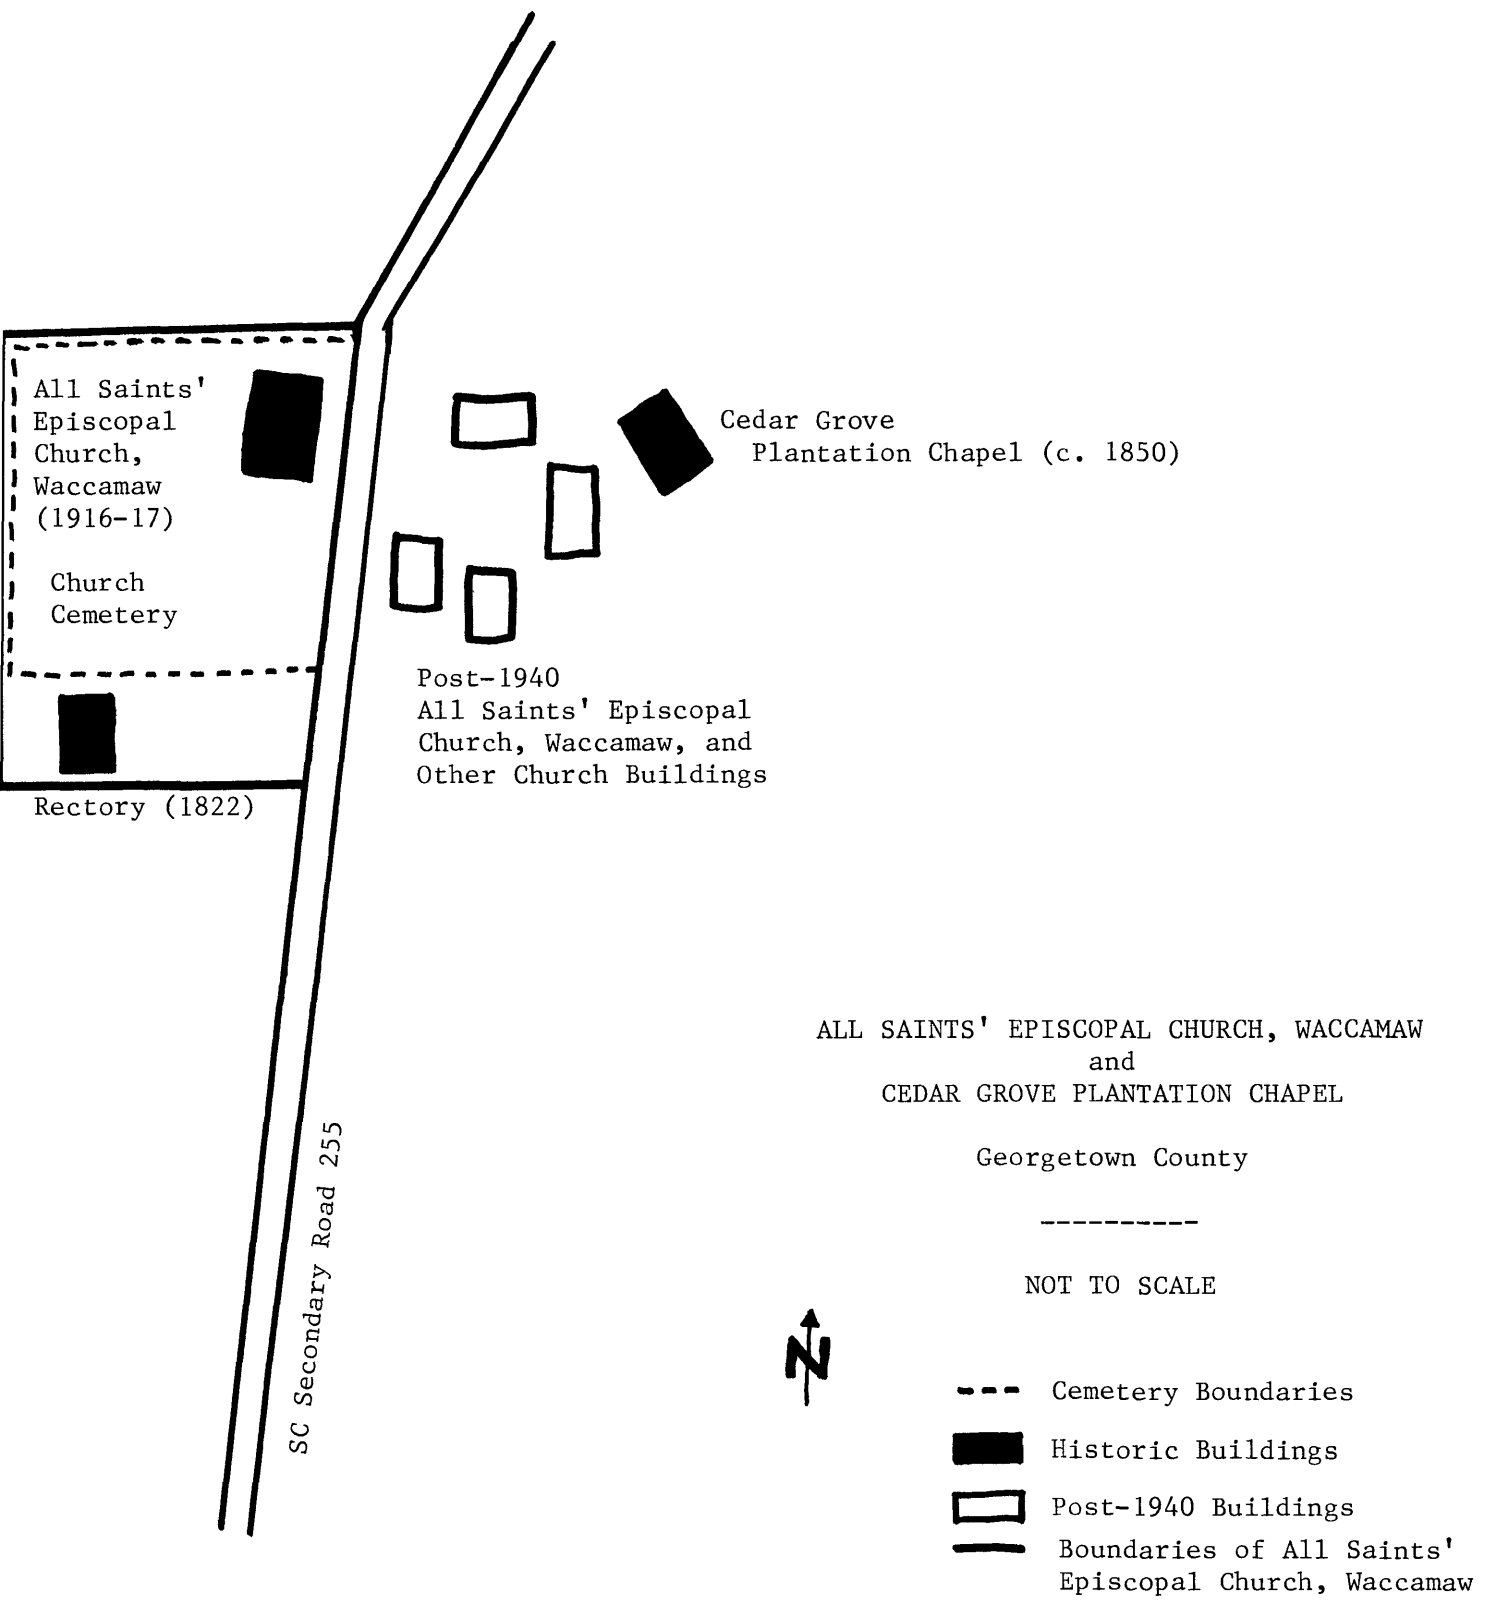 All Saints'
Episcopal
Church,
Waccamaw
(1916-17)
Church
Cemetery
Rectory (1822)
Cedar Grove
Plantation Chapel (c. 1850)
Post-1940
All Saints' Episcopal
Church, Waccamaw, and
Other Church Buildings
SC Secondary Road 255
ALL SAINTS' EPISCOPAL CHURCH, WACCAMAW
and
CEDAR GROVE PLANTATION CHAPEL
Georgetown County
----------
NOT TO SCALE
N
Cemetery Boundaries
Historic Buildings
Post-1940 Buildings
Boundaries of All Saints'
Episcopal Church, Waccamaw